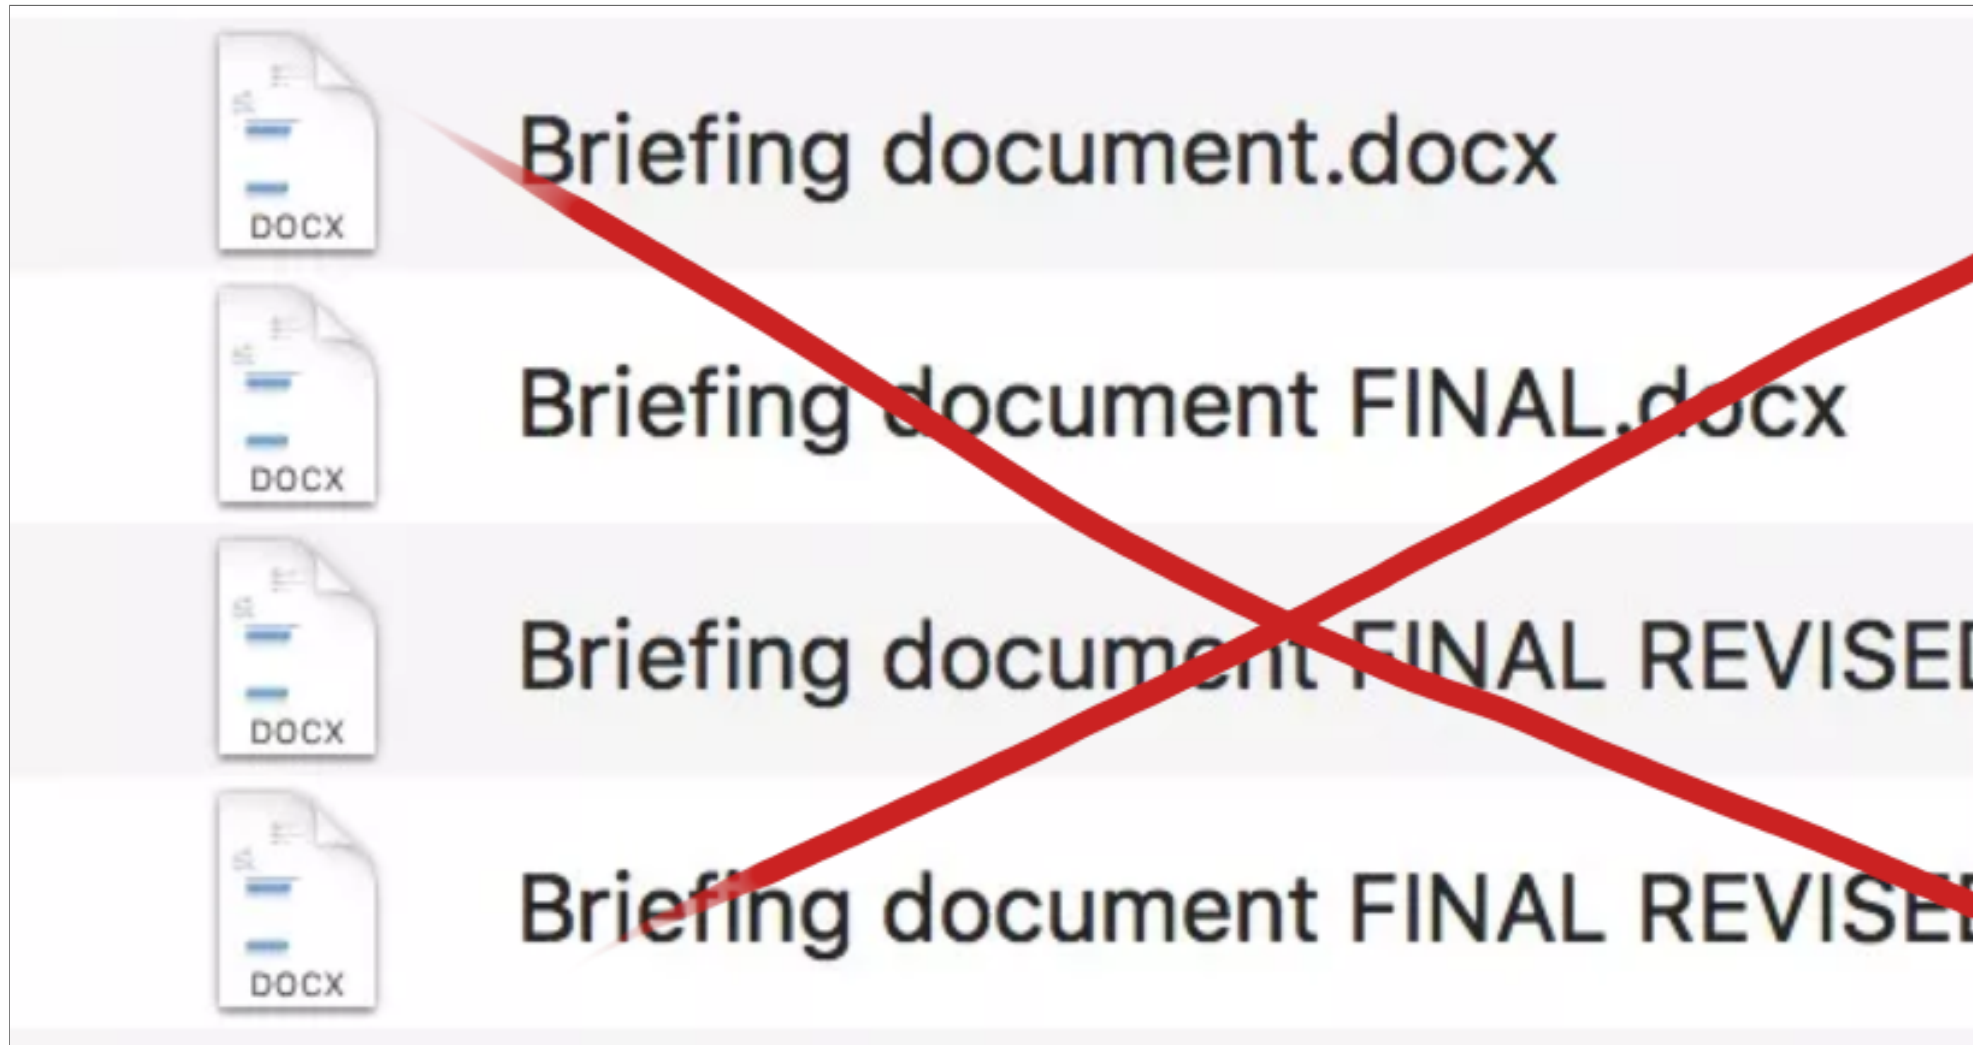 DOCX
Briefing document.docx
DOCX
Briefing document FINAL.docx
DOCX
Briefing document FINAL REVISED
DOCX
Briefing document FINAL REVISED